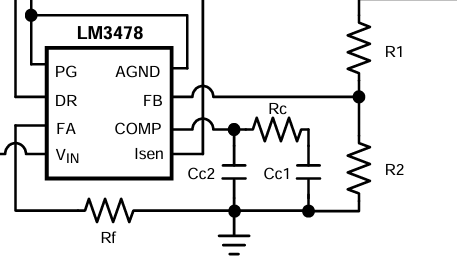 LM3478
R1
PG
AGND
DR
FB
Rc
FA
COMP
VIN
Isen
Cc2
Cc1
R2
Rf